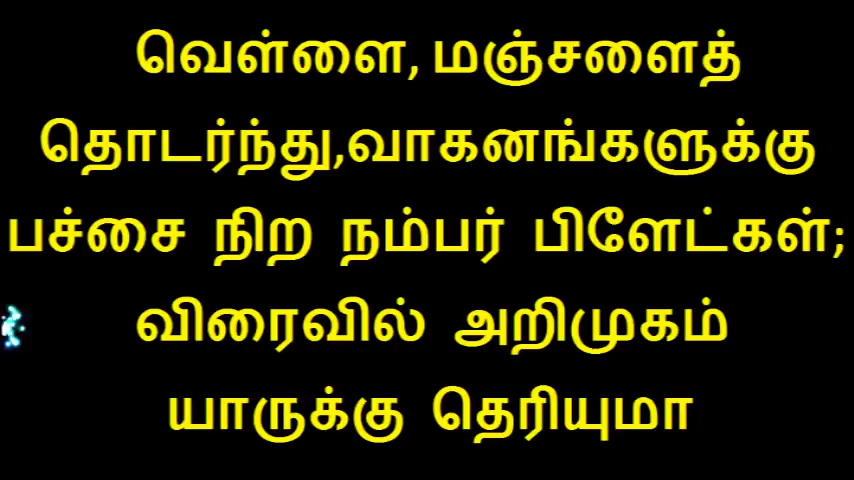 வெள்ளை, மஞ்சளைத்
தொடர்ந்து,வாகனங்களுக்கு
பச்சை நிற நம்பர் பிளேட்கள்;
விரைவில் அறிமுகம்
யாருக்கு தெரியுமா